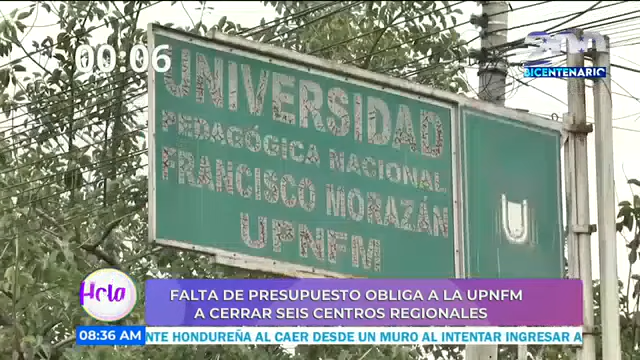 00:06
BICENTENARIO
UNIVERSIDAD
PEDAGÓGICA NACIONAL
FRANCISCO MORAZÁN
UPNFM
Hola
FALTA DE PRESUPUESTO OBLIGA A LA UPNFM
A CERRAR SEIS CENTROS REGIONALES
08:36 AM
NTE HONDUREÑA AL CAER DESDE UN MURO AL INTENTAR INGRESAR A